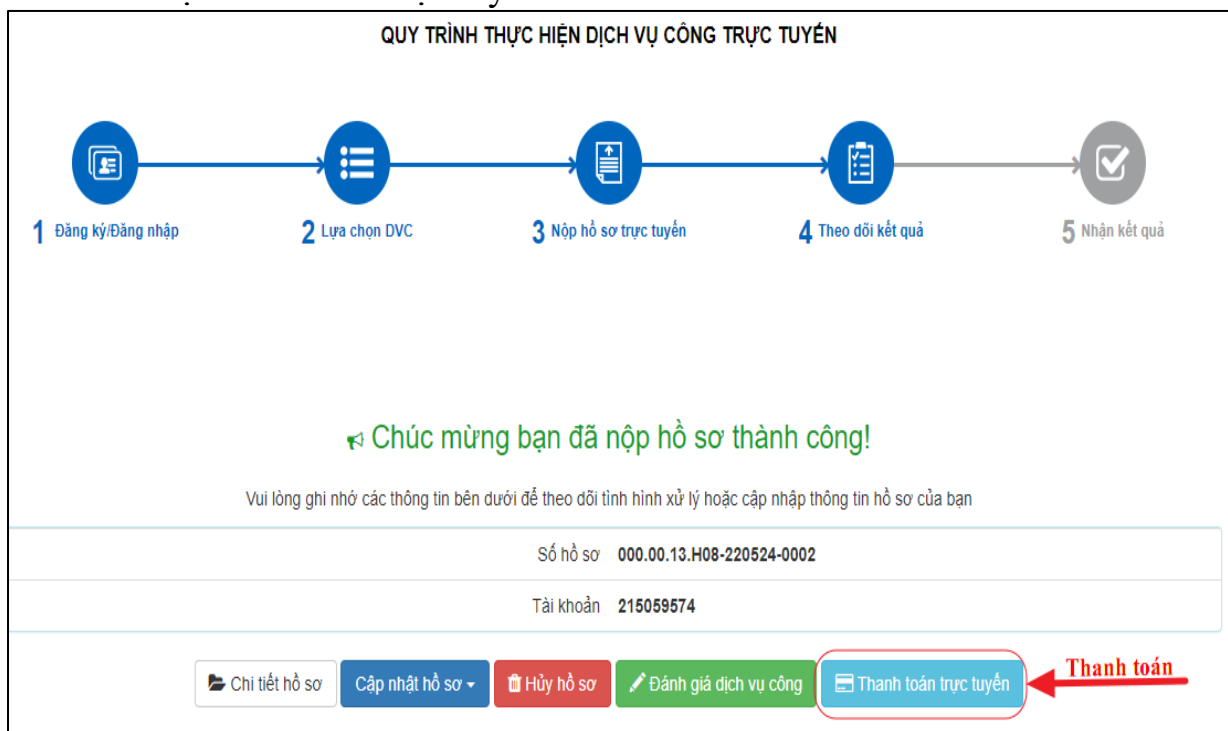 QUY TRÌNH THỰC HIỆN DỊCH VỤ CÔNG TRỰC TUYẾN
1 Đăng ký/Đăng nhập
2 Lựa chọn DVC
3 Nộp hồ sơ trực tuyến
4 Theo dõi kết quả
5 Nhận kết quả
Chúc mừng bạn đã nộp hồ sơ thành công!
Vui lòng ghi nhớ các thông tin bên dưới để theo dõi tình hình xử lý hoặc cập nhập thông tin hồ sơ của bạn
Số hồ sơ 000.00.13.H08-220524-0002
Tài khoản 215059574
Chi tiết hồ sơ Cập nhật hồ sơ Hủy hồ sơ Đánh giá dịch vụ công Thanh toán trực tuyến Thanh toán